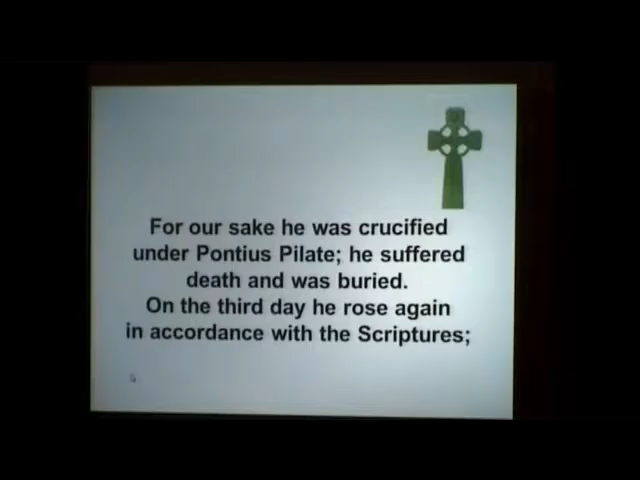 For our sake he was crucified
under Pontius Pilate; he suffered
death and was buried.
On the third day he rose again
in accordance with the Scriptures;